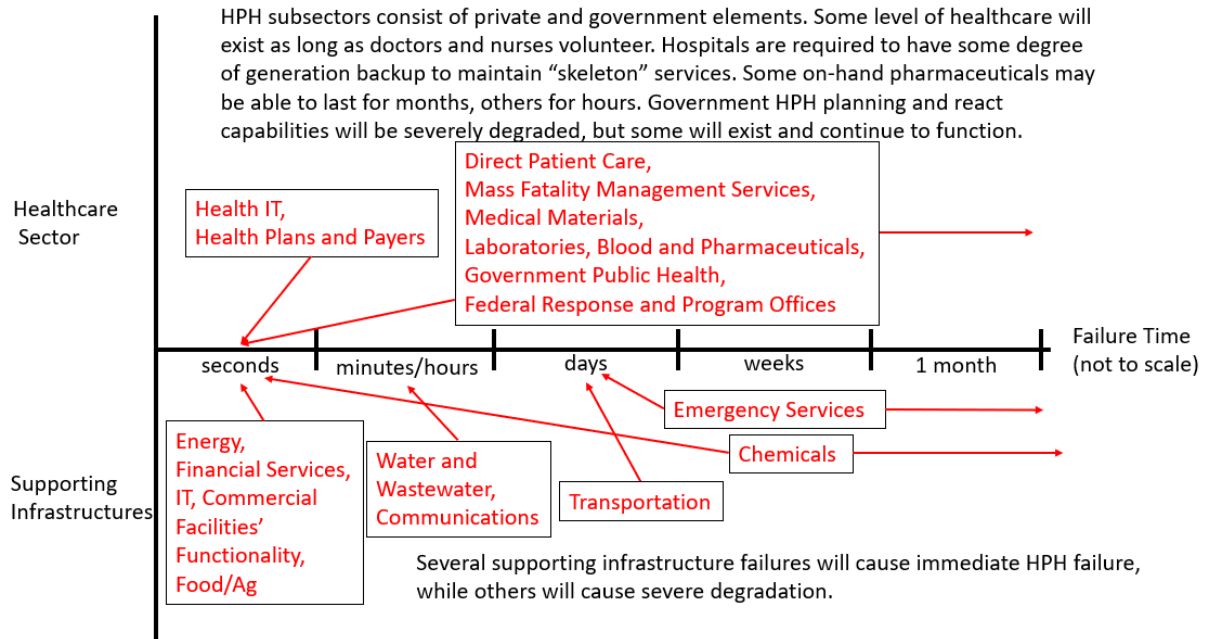 HPH subsectors consist of private and government elements. Some level of healthcare will
exist as long as doctors and nurses volunteer. Hospitals are required to have some degree
of generation backup to maintain “skeleton” services. Some on-hand pharmaceuticals may
be able to last for months, others for hours. Government HPH planning and react
capabilities will be severely degraded, but some will exist and continue to function.
Healthcare
Sector
Health IT,
Health Plans and Payers
Direct Patient Care,
Mass Fatality Management Services,
Medical Materials,
Laboratories, Blood and Pharmaceuticals,
Government Public Health,
Federal Response and Program Offices
seconds
minutes/hours
days
weeks
1 month
Failure Time
(not to scale)
Supporting
Infrastructures
Energy,
Financial Services,
IT, Commercial
Facilities’
Functionality,
Food/Ag
Water and
Wastewater,
Communications
Transportation
Emergency Services
Chemicals
Several supporting infrastructure failures will cause immediate HPH failure,
while others will cause severe degradation.